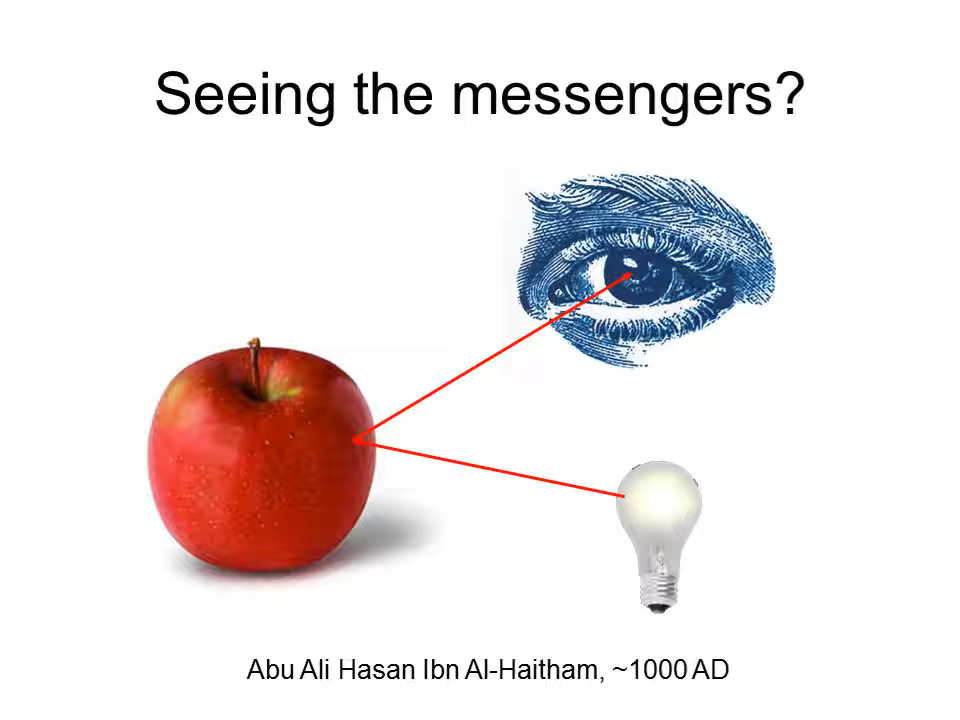 Seeing the messengers?
Abu Ali Hasan Ibn Al-Haitham, ~1000 AD